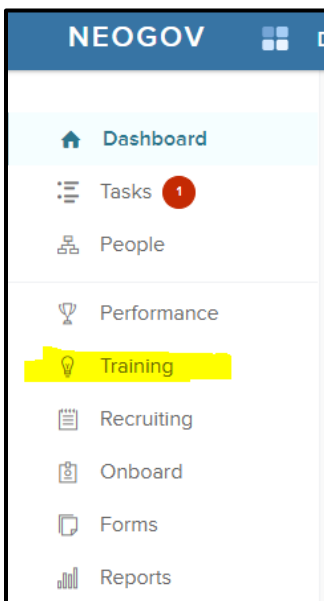 NEOGOV
Dashboard
Tasks 1
People
Performance
Training
Recruiting
Onboard
Forms
Reports